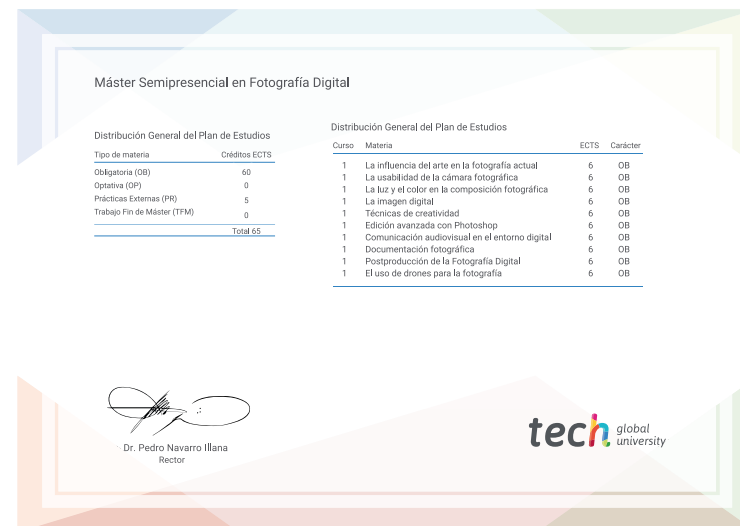 Máster Semipresencial en Fotografía Digital
Distribución General del Plan de Estudios
Tipo de materia Créditos ECTS
Obligatoria (OB) 60
Optativa (OP) 0
Prácticas Externas (PR) 5
Trabajo Fin de Máster (TFM) 0
Total 65
Distribución General del Plan de Estudios
Curso Materia ECTS Carácter
1 La influencia del arte en la fotografía actual 6 OB
1 La usabilidad de la cámara fotográfica 6 OB
1 La luz y el color en la composición fotográfica 6 OB
1 La imagen digital 6 OB
1 Técnicas de creatividad 6 OB
1 Edición avanzada con Photoshop 6 OB
1 Comunicación audiovisual en el entorno digital 6 OB
1 Documentación fotográfica 6 OB
1 Postproducción de la Fotografía Digital 6 OB
1 El uso de drones para la fotografía 6 OB
Dr. Pedro Navarro Illana
Rector
tech global
university